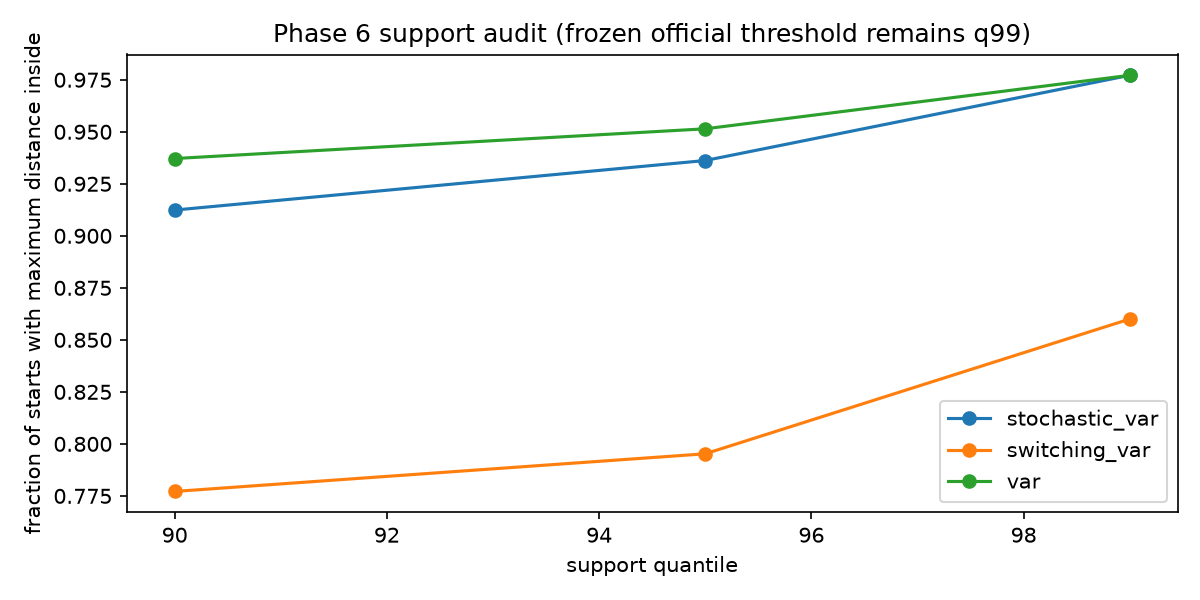 Phase 6 support audit (frozen official threshold remains q99)
fraction of starts with maximum distance inside
0.975
0.950
0.925
0.900
0.875
0.850
0.825
0.800
0.775
90
92
94
96
98
support quantile
stochastic_var
switching_var
var